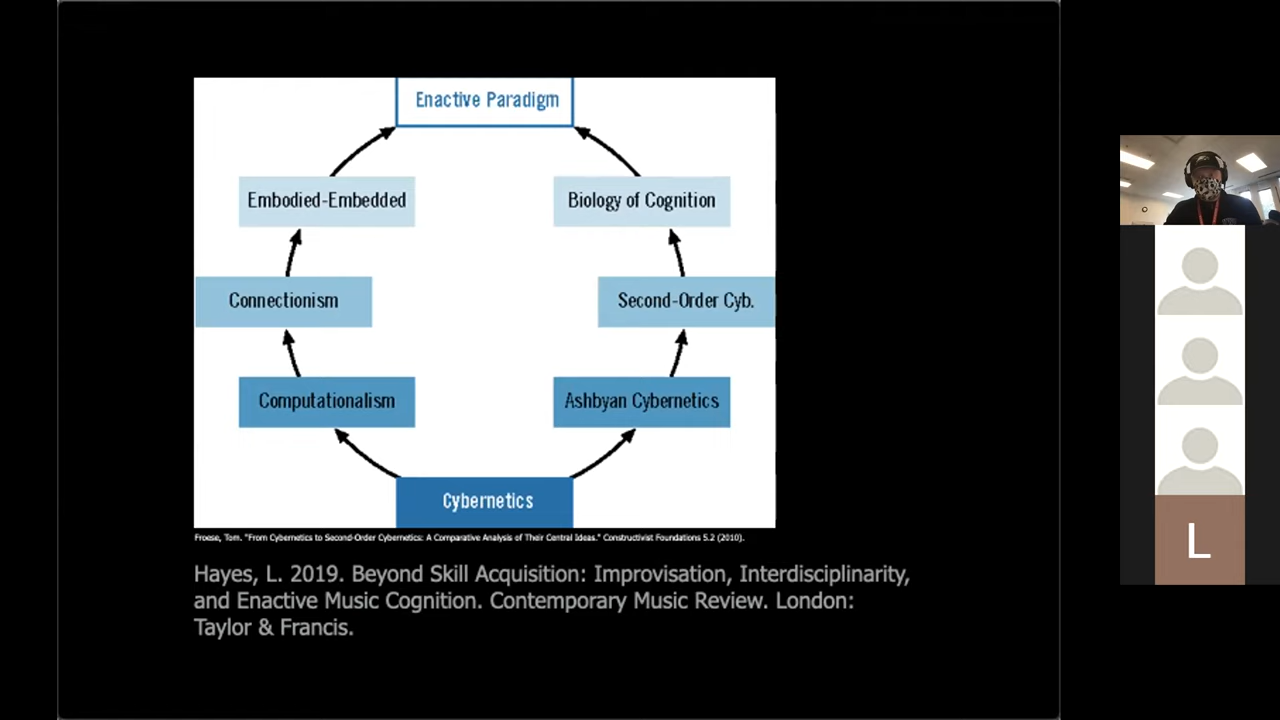 Enactive Paradigm
Embodied-Embedded
Biology of Cognition
Connectionism
Second-Order Cyb.
Computationalism
Ashbyan Cybernetics
Cybernetics
Froese, Tom. "From Cybernetics to Second-Order Cybernetics: A Comparative Analysis of Their Central Ideas." Constructivist Foundations 5.2 (2010).
Hayes, L. 2019. Beyond Skill Acquisition: Improvisation, Interdisciplinarity,
and Enactive Music Cognition. Contemporary Music Review. London:
Taylor & Francis.
L